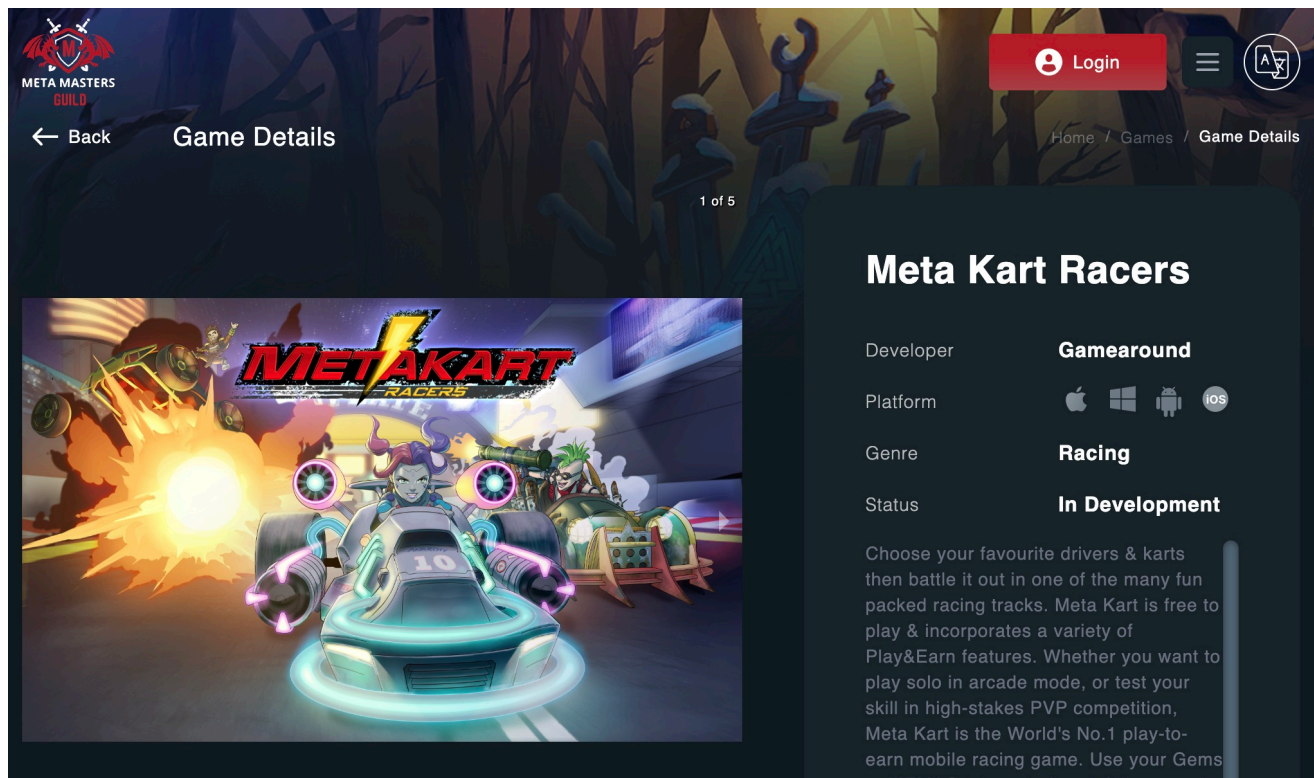 META MASTERS
GUILD
Login
Back
Game Details
Home / Games / Game Details
1 of 5
METAKART
RACERS
10
Meta Kart Racers
Developer Gamearound
Platform iOS
Genre Racing
Status In Development
Choose your favourite drivers & karts
then battle it out in one of the many fun
packed racing tracks. Meta Kart is free to
play & incorporates a variety of
Play&Earn features. Whether you want to
play solo in arcade mode, or test your
skill in high-stakes PVP competition,
Meta Kart is the World's No.1 play-to-
earn mobile racing game. Use your Gems